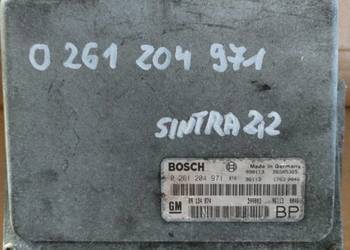 0 261 204 971
SINTRA 2,2
BOSCH
Made in Germany
0 261 204 971
GM
BP